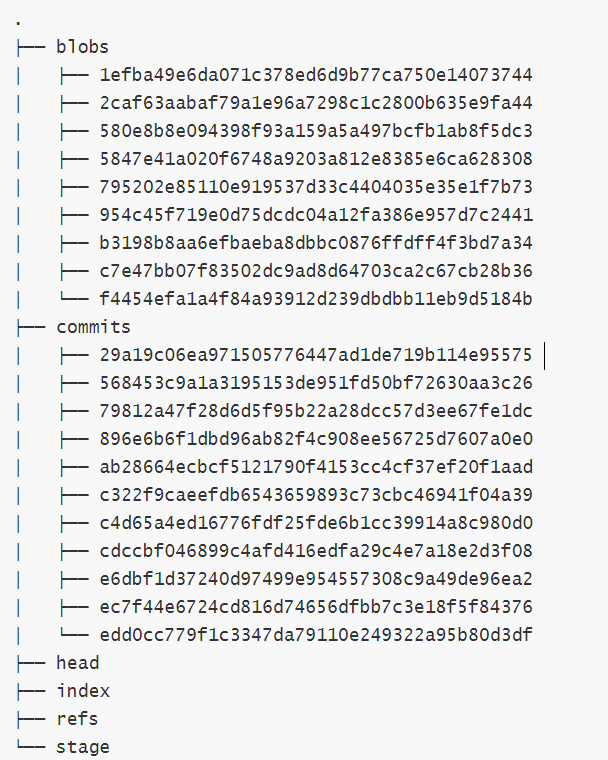 .
├── blobs
│   ├── 1efba49e6da071c378ed6d9b77ca750e14073744
│   ├── 2caf63aabaf79a1e96a7298c1c2800b635e9fa44
│   ├── 580e8b8e094398f93a159a5a497bcfb1ab8f5dc3
│   ├── 5847e41a020f6748a9203a812e8385e6ca628308
│   ├── 795202e85110e919537d33c4404035e35e1f7b73
│   ├── 954c45f719e0d75dcdc04a12fa386e957d7c2441
│   ├── b3198b8aa6efbaeba8dbbc0876ffdff4f3bd7a34
│   ├── c7e47bb07f83502dc9ad8d64703ca2c67cb28b36
│   └── f4454efa1a4f84a93912d239dbdbb11eb9d5184b
├── commits
│   ├── 29a19c06ea971505776447ad1de719b114e95575
│   ├── 568453c9a1a3195153de951fd50bf72630aa3c26
│   ├── 79812a47f28d6d5f95b22a28dcc57d3ee67fe1dc
│   ├── 896e6b6f1dbd96ab82f4c908ee56725d7607a0e0
│   ├── ab28664ecbcf5121790f4153cc4cf37ef20f1aad
│   ├── c322f9caeefdb6543659893c73cbc46941f04a39
│   ├── c4d65a4ed16776fdf25fde6b1cc39914a8c980d0
│   ├── cdccbf046899c4afd416edfa29c4e7a18e2d3f08
│   ├── e6dbf1d37240d97499e954557308c9a49de96ea2
│   ├── ec7f44e6724cd816d74656dfbb7c3e18f5f84376
│   └── edd0cc779f1c3347da79110e249322a95b80d3df
├── head
├── index
├── refs
└── stage